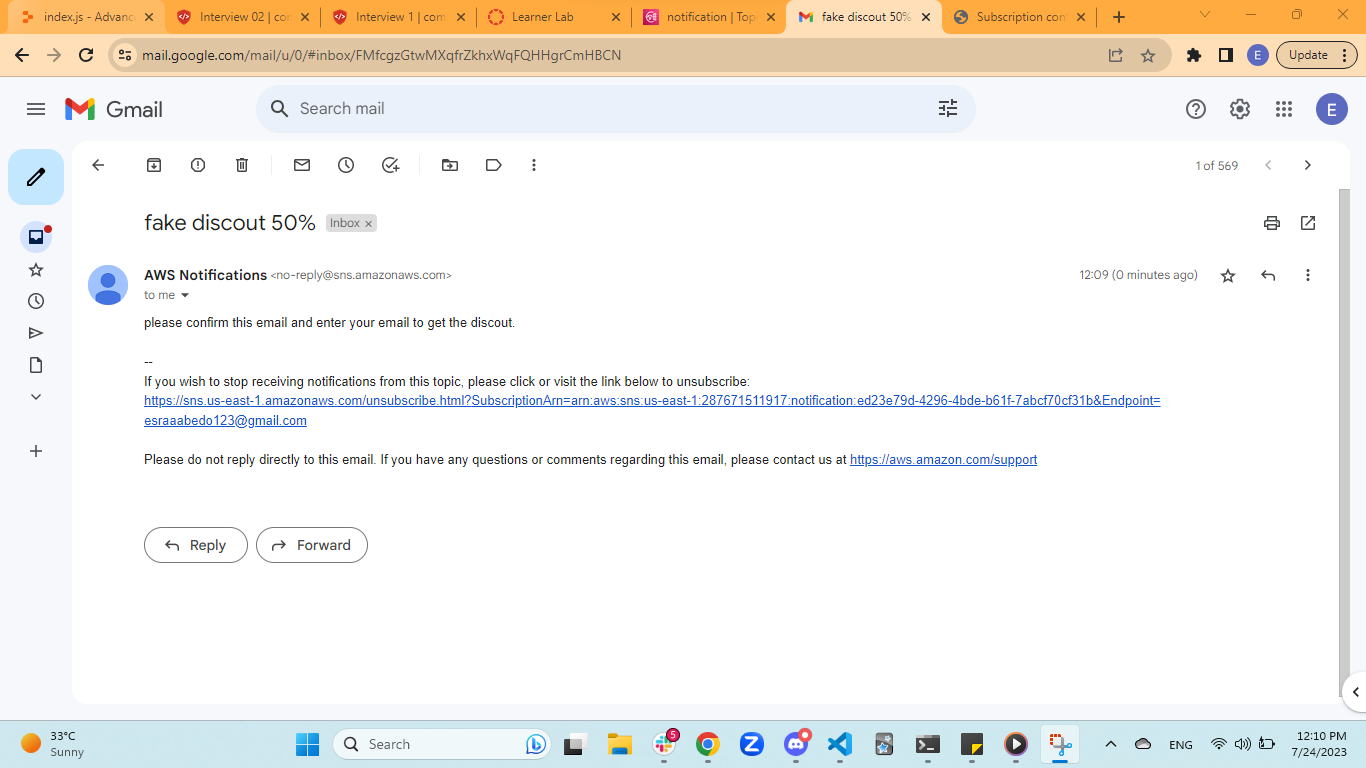 index.js - Advanc
Interview 02 | con
Interview 1 | com
Learner Lab
notification | Topi
fake discout 50%
Subscription con
mail.google.com/mail/u/0/#inbox/FMfcgzGtwMXqfrZkhxWqFQHHgrCmHBCN
E
Update
Gmail
Search mail
E
1 of 569
fake discout 50%
Inbox ×
AWS Notifications <no-reply@sns.amazonaws.com>
12:09 (0 minutes ago)
to me
please confirm this email and enter your email to get the discout.
--
If you wish to stop receiving notifications from this topic, please click or visit the link below to unsubscribe:
https://sns.us-east-1.amazonaws.com/unsubscribe.html?SubscriptionArn=arn:aws:sns:us-east-1:287671511917:notification:ed23e79d-4296-4bde-b61f-7abcf70cf31b&Endpoint=
esraaabedo123@gmail.com
Please do not reply directly to this email. If you have any questions or comments regarding this email, please contact us at https://aws.amazon.com/support
Reply
Forward
33°C
Sunny
Search
5
ENG
12:10 PM
7/24/2023